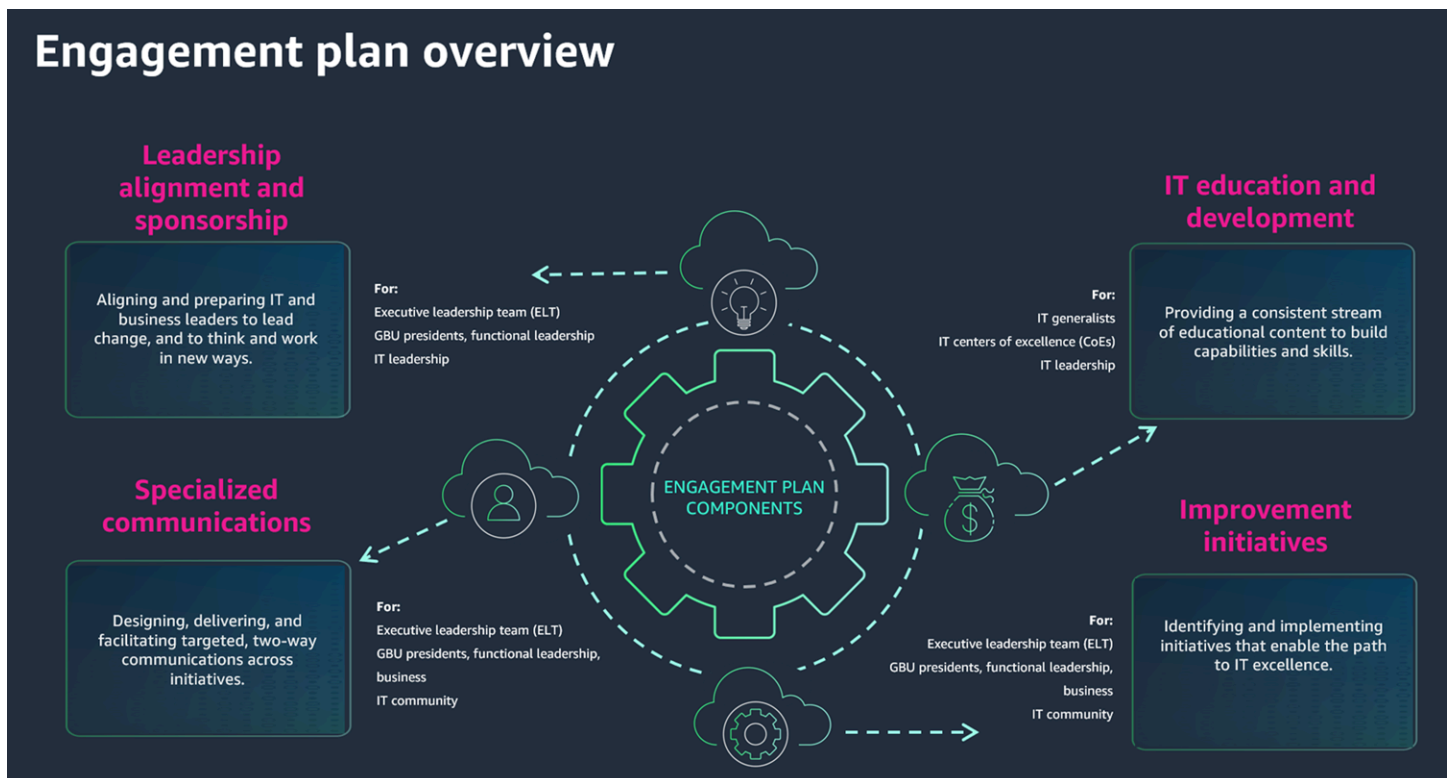 Engagement plan overview
Leadership
alignment and
sponsorship
Aligning and preparing IT and
business leaders to lead
change, and to think and work
in new ways.
For:
Executive leadership team (ELT)
GBU presidents, functional leadership
IT leadership
IT education and
development
For:
IT generalists
IT centers of excellence (CoEs)
IT leadership
Providing a consistent stream
of educational content to build
capabilities and skills.
ENGAGEMENT PLAN
COMPONENTS
$
Specialized
communications
Designing, delivering, and
facilitating targeted, two-way
communications across
initiatives.
For:
Executive leadership team (ELT)
GBU presidents, functional leadership,
business
IT community
Improvement
initiatives
For:
Executive leadership team (ELT)
GBU presidents, functional leadership,
business
IT community
Identifying and implementing
initiatives that enable the path
to IT excellence.